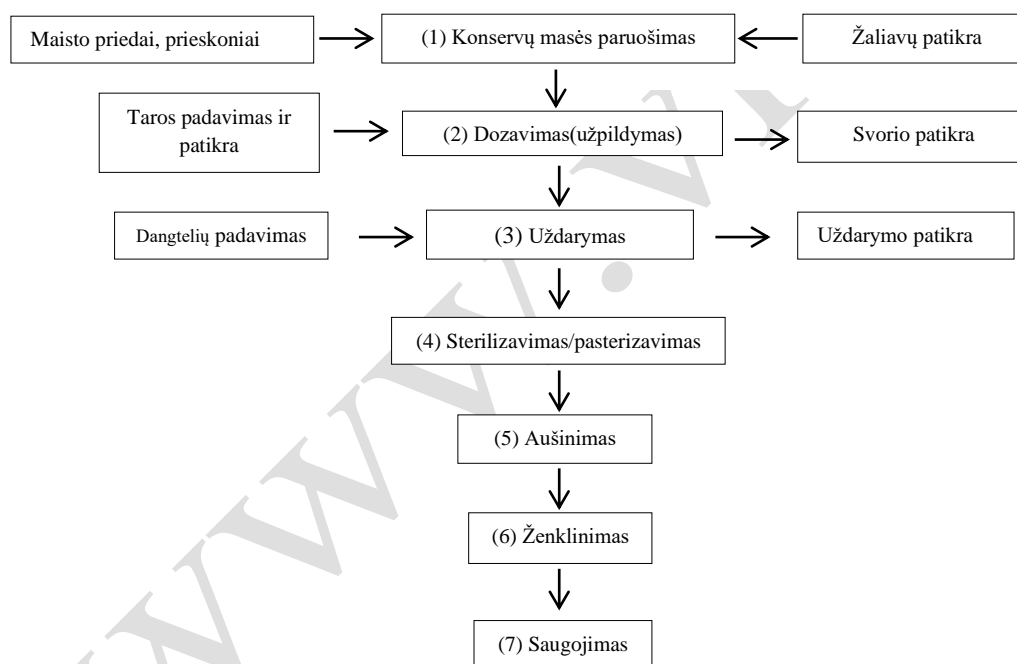 Maisto priedai, prieskoniai
(1) Konservų masės paruošimas
Žaliavų patikra
Taros padavimas ir
patikra
(2) Dozavimas(užpildymas)
Svorio patikra
Dangtelių padavimas
(3) Uždarymas
Uždarymo patikra
(4) Sterilizavimas/pasterizavimas
(5) Aušinimas
(6) Ženklinimas
(7) Saugojimas
www.v